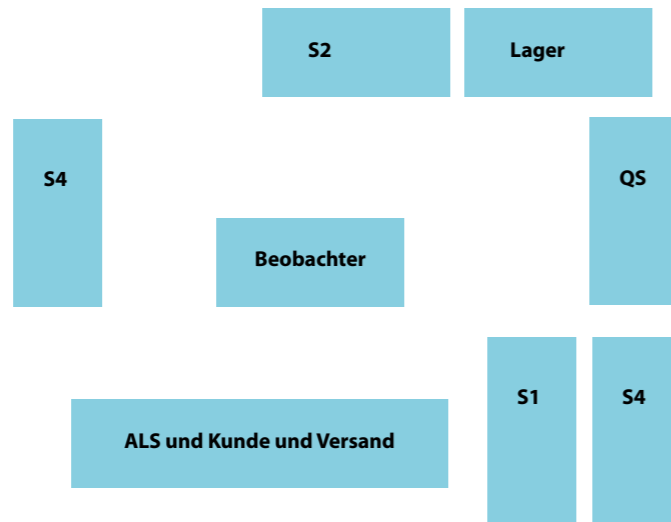 S2
Lager
S4
QS
Beobachter
S1
S4
ALS und Kunde und Versand